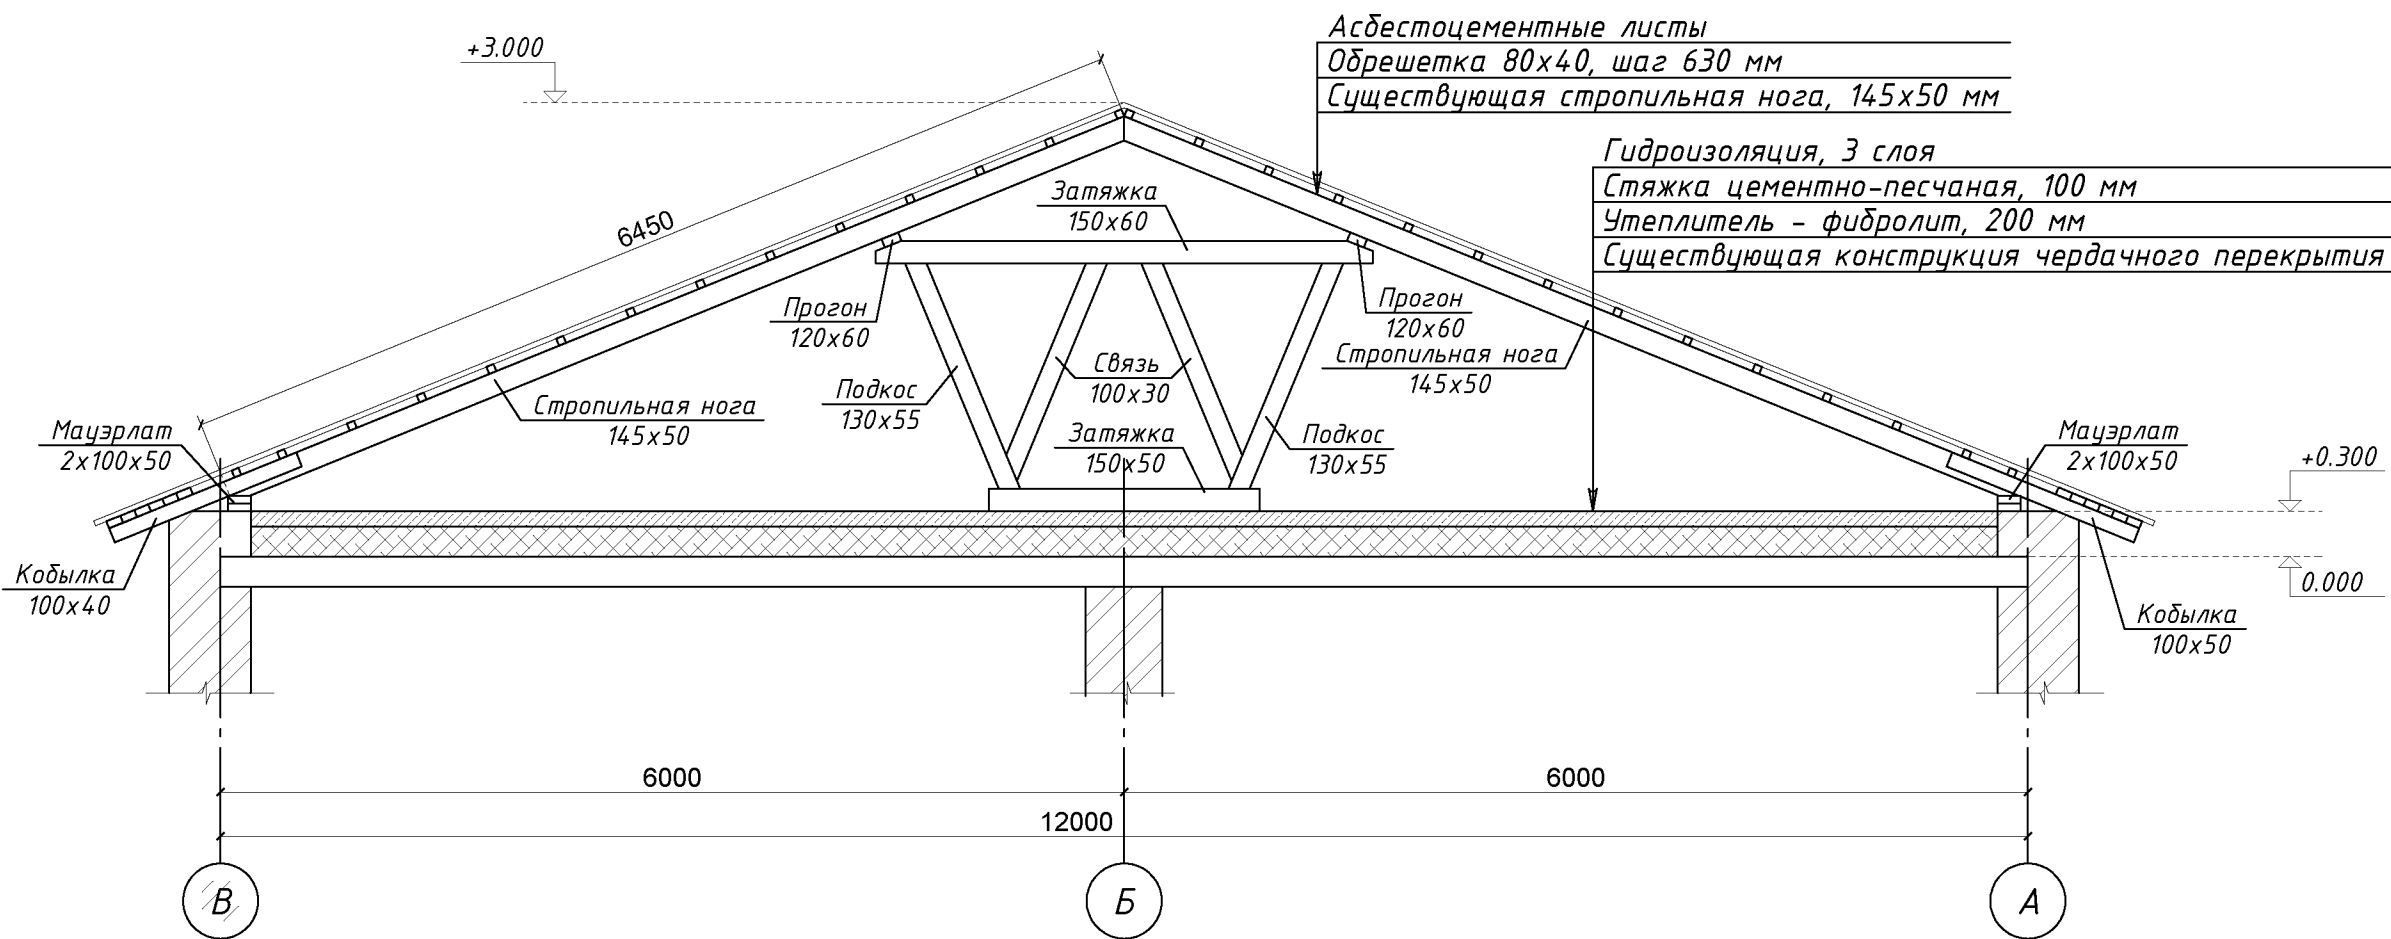 Асбестоцементные листы
Обрешетка 80х40, шаг 630 мм
Существующая стропильная нога, 145х50 мм
+3.000
Гидроизоляция, 3 слоя
Стяжка цементно-песчаная, 100 мм
Утеплитель - фибролит, 200 мм
Существующая конструкция чердачного перекрытия
6450
Затяжка
150х60
Прогон
120х60
Прогон
120х60
Стропильная нога
145х50
Связь
100х30
Подкос
130х55
Стропильная нога
145х50
Мауэрлат
2х100х50
Затяжка
150х50
Подкос
130х55
Мауэрлат
2х100х50
+0.300
Кобылка
100х40
0.000
Кобылка
100х50
6000
6000
12000
В
Б
А